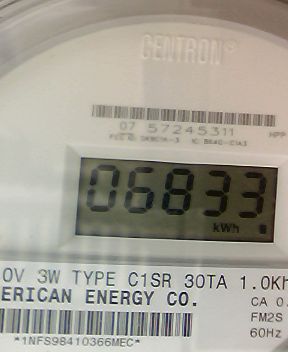 CENTRON®
07 57245311
HPP
06833
kWh
0V 3W TYPE C1SR 30TA 1.0Kh
ERICAN ENERGY CO.
CA 0.
FM2S
60Hz
*1NFS98410366MEC*